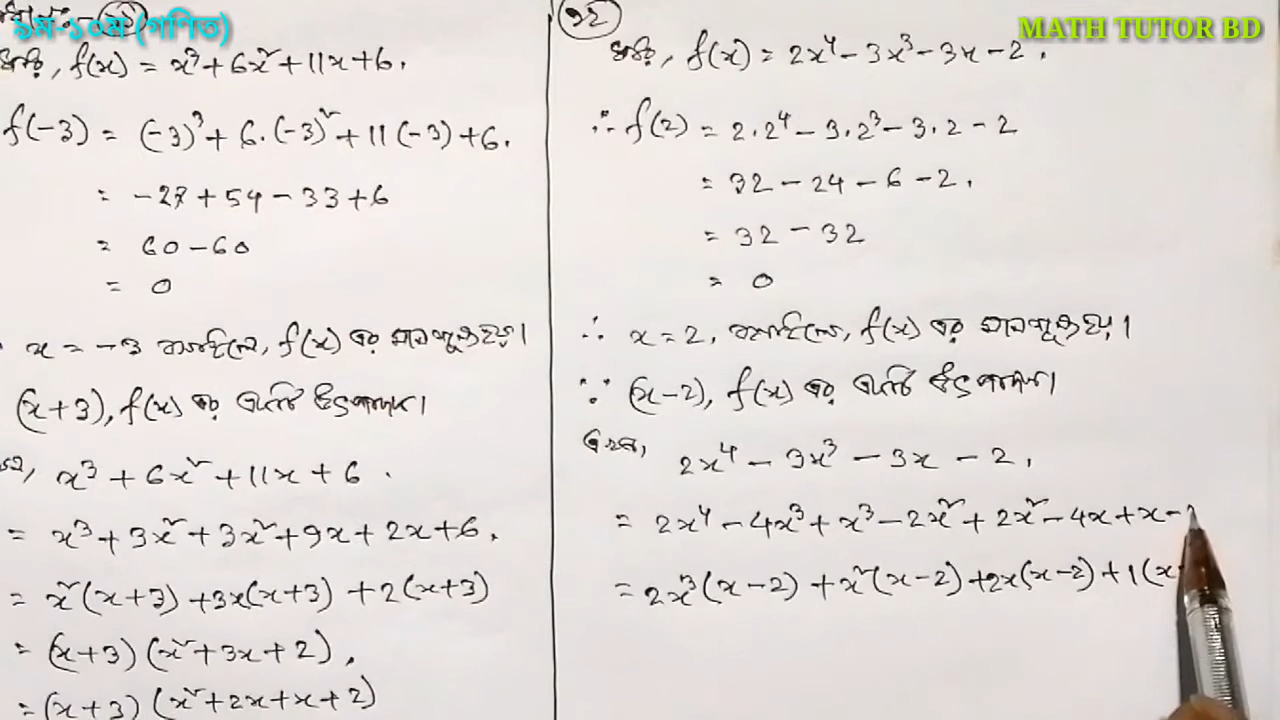 ৯ম-১০ম (গণিত)
ধরি, f(x) = x³ + 6x² + 11x + 6.
f(-3) = (-3)³ + 6.(-3)² + 11(-3) + 6.
= -27 + 54 - 33 + 6
= 60 - 60
= 0
x = -3 বসাইলে, f(x) এর মান শূন্য হয়।
(x+3), f(x) এর একটি উৎপাদক।
x³ + 6x² + 11x + 6.
= x³ + 3x² + 3x² + 9x + 2x + 6.
= x²(x+3) + 3x(x+3) + 2(x+3)
= (x+3) (x² + 3x + 2).
= (x+3) (x² + 2x + x + 2)
MATH TUTOR BD
ধরি, f(x) = 2x⁴ - 3x³ - 3x - 2.
∴ f(2) = 2.2⁴ - 3.2³ - 3.2 - 2
= 32 - 24 - 6 - 2.
= 32 - 32
= 0
∴ x = 2, বসাইলে, f(x) এর মান শূন্য হয়।
∵ (x-2), f(x) এর একটি উৎপাদক।
এখন, 2x⁴ - 3x³ - 3x - 2.
= 2x⁴ - 4x³ + x³ - 2x² + 2x² - 4x + x -
= 2x³(x-2) + x²(x-2) + 2x(x-2) + 1(x